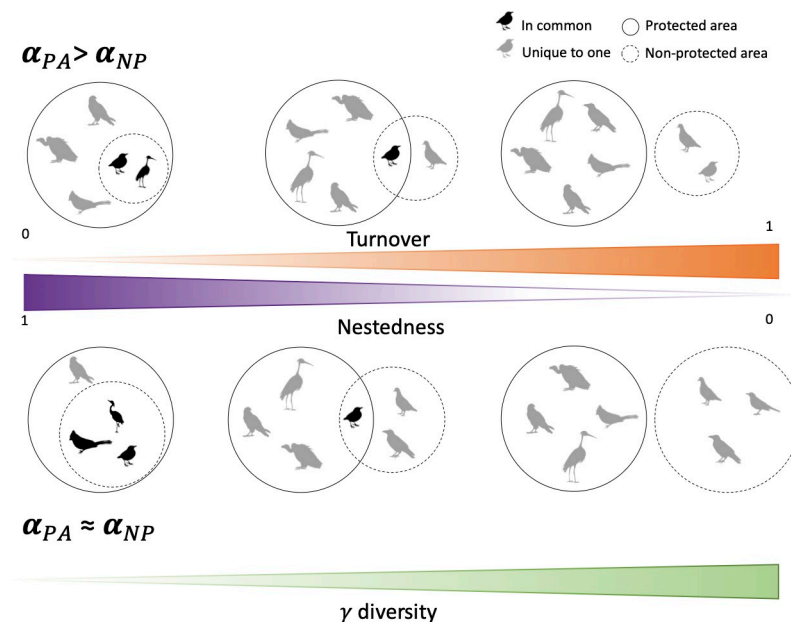 In common
Protected area
Unique to one
Non-protected area
α_PA > α_NP
0
1
Turnover
1
0
Nestedness
α_PA ≈ α_NP
γ diversity